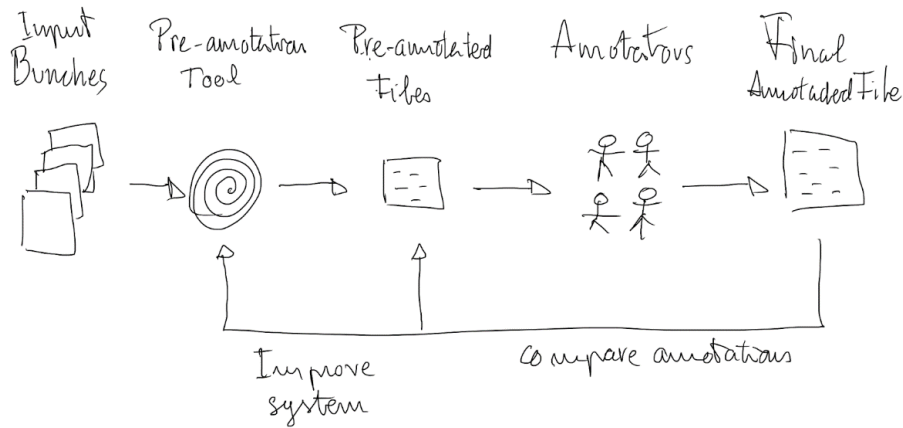 Input
Bunches
Pre-annotation
Tool
Pre-annotated
Files
Annotators
Final
Annotated File
Improve
system
compare annotations